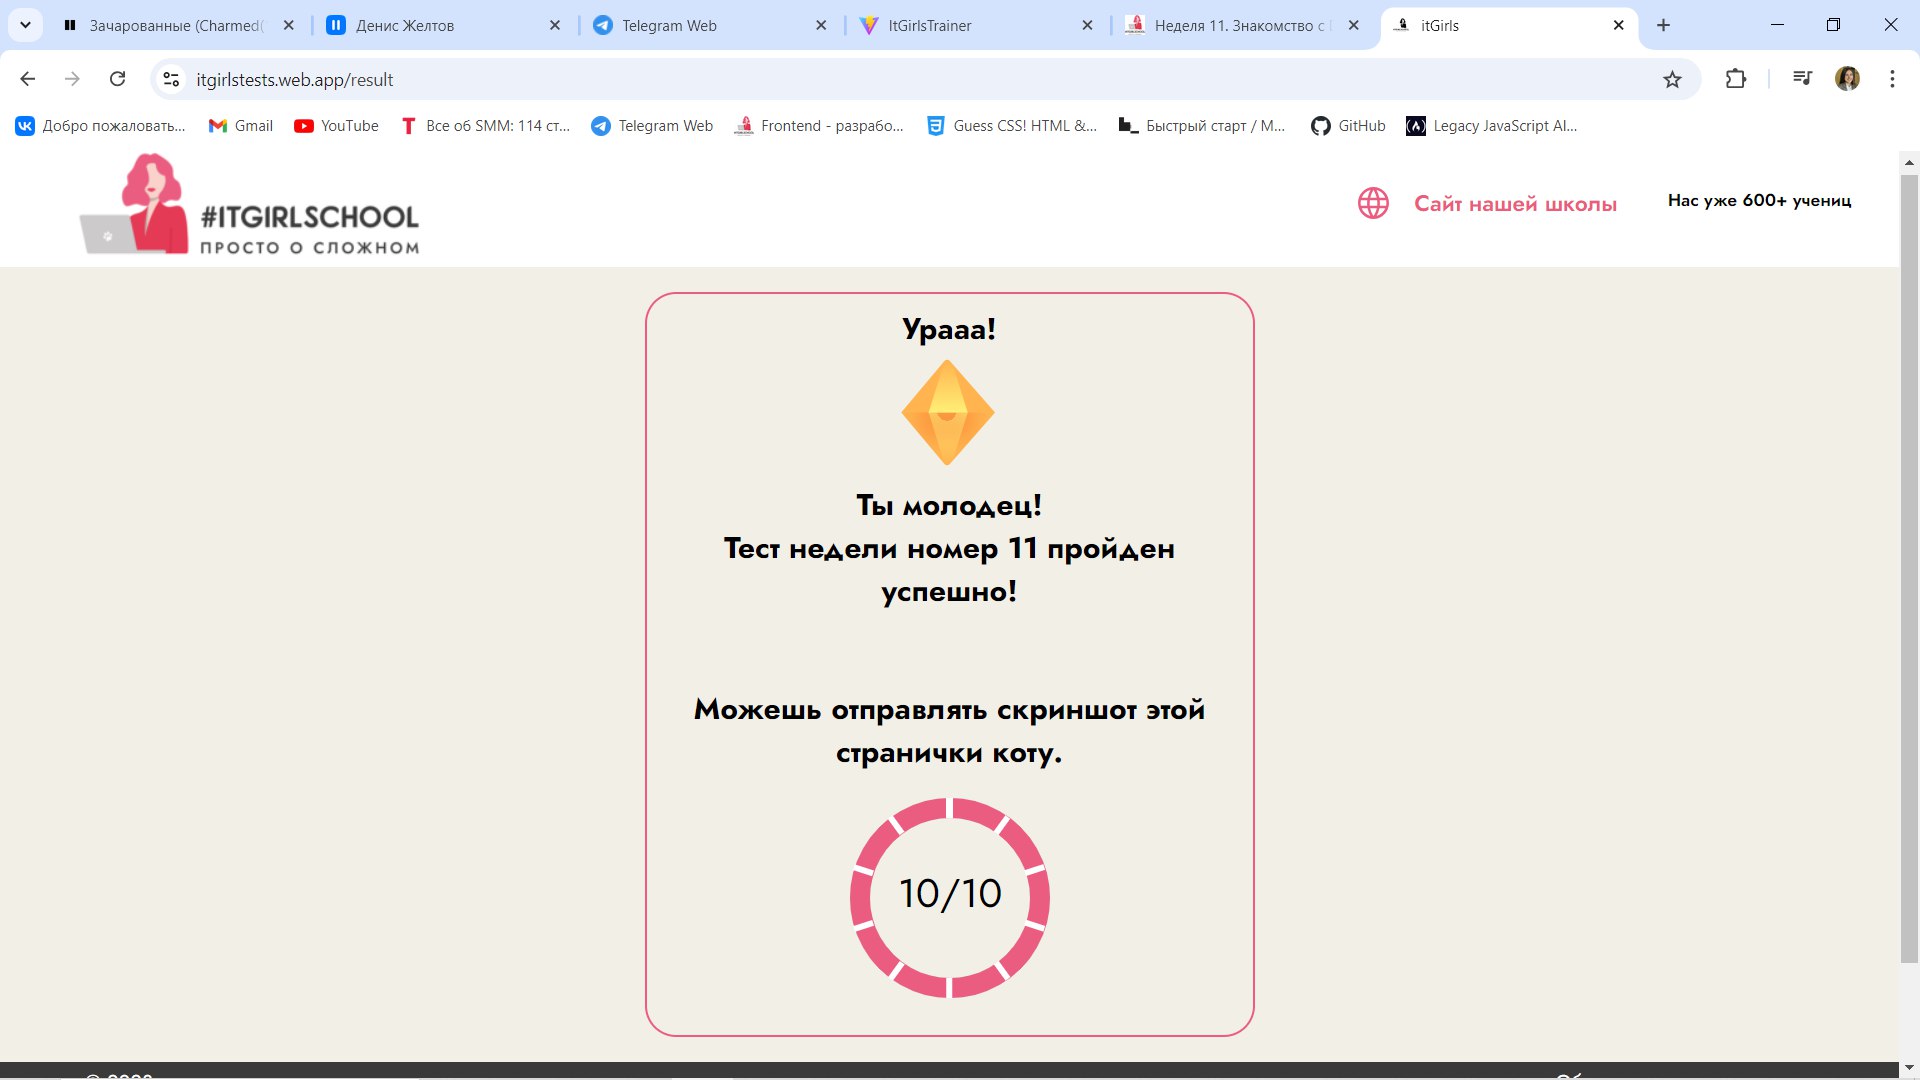 Зачарованные (Charmed(
Денис Желтов
Telegram Web
ItGirlsTrainer
Неделя 11. Знакомство с
itGirls
itgirlstests.web.app/result
Добро пожаловать...
Gmail
YouTube
Все об SMM: 114 ст...
Telegram Web
Frontend - разрабо...
Guess CSS! HTML &...
Быстрый старт / М...
GitHub
Legacy JavaScript Al...
#ITGIRLSCHOOL
ПРОСТО О СЛОЖНОМ
Сайт нашей школы
Нас уже 600+ учениц
Урааа!
Ты молодец!
Тест недели номер 11 пройден
успешно!
Можешь отправлять скриншот этой
странички коту.
10/10